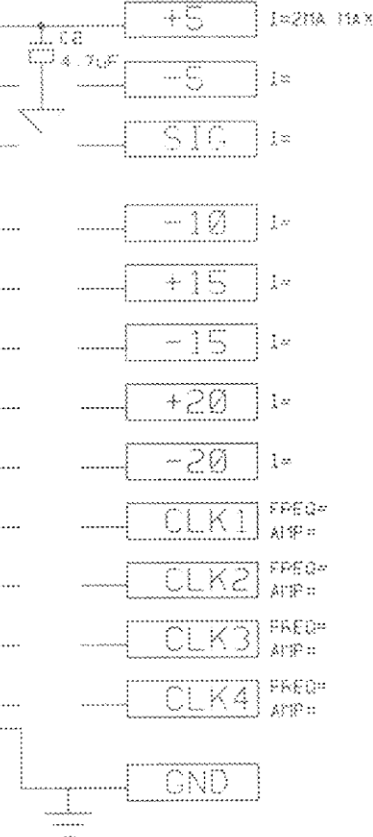 +5 I=2MA MAX
C2
4.7UF
-5 I=
SIG I=
-10 I=
+15 I=
-15 I=
+20 I=
-20 I=
CLK1 FREQ=
AMP=
CLK2 FREQ=
AMP=
CLK3 FREQ=
AMP=
CLK4 FREQ=
AMP=
GND